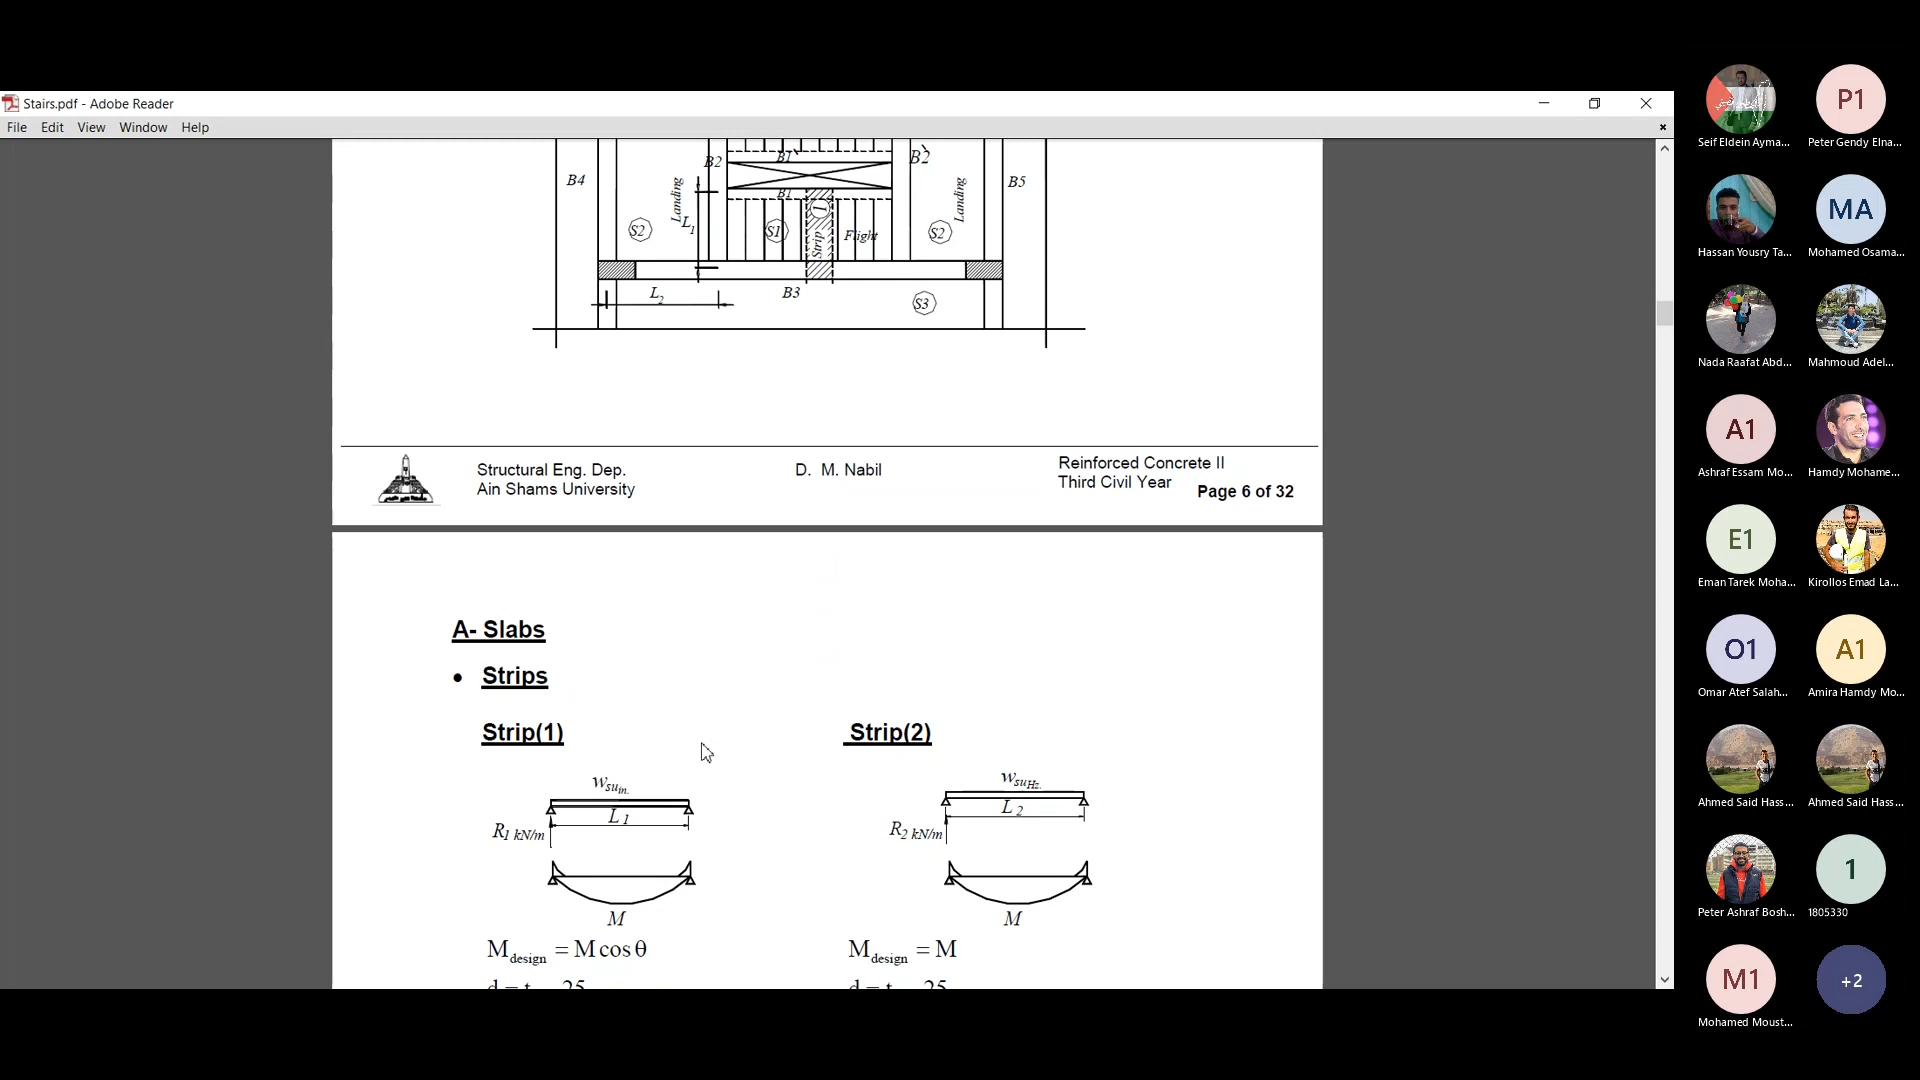 Stairs.pdf - Adobe Reader
File Edit View Window Help
B4
B2
B1`
B2`
B5
Landing
L1
B1
S2
S1
Strip 1
Flight
S2
Landing
L2
B3
S3
Structural Eng. Dep.
Ain Shams University
D. M. Nabil
Reinforced Concrete II
Third Civil Year
Page 6 of 32
A- Slabs
• Strips
Strip(1)
Strip(2)
wsuin.
L1
R1 kN/m
M
Mdesign = M cos θ
d = t 25
wsuHz.
L2
R2 kN/m
M
Mdesign = M
d = t 25
Seif Eldein Ayma...
P1
Peter Gendy Elna...
Hassan Yousry Ta...
MA
Mohamed Osama...
Nada Raafat Abd...
Mahmoud Adel...
A1
Ashraf Essam Mo...
Hamdy Mohame...
E1
Eman Tarek Moha...
Kirollos Emad La...
O1
Omar Atef Salah...
A1
Amira Hamdy Mo...
Ahmed Said Hass...
Ahmed Said Hass...
Peter Ashraf Bosh...
1
1805330
M1
Mohamed Moust...
+2